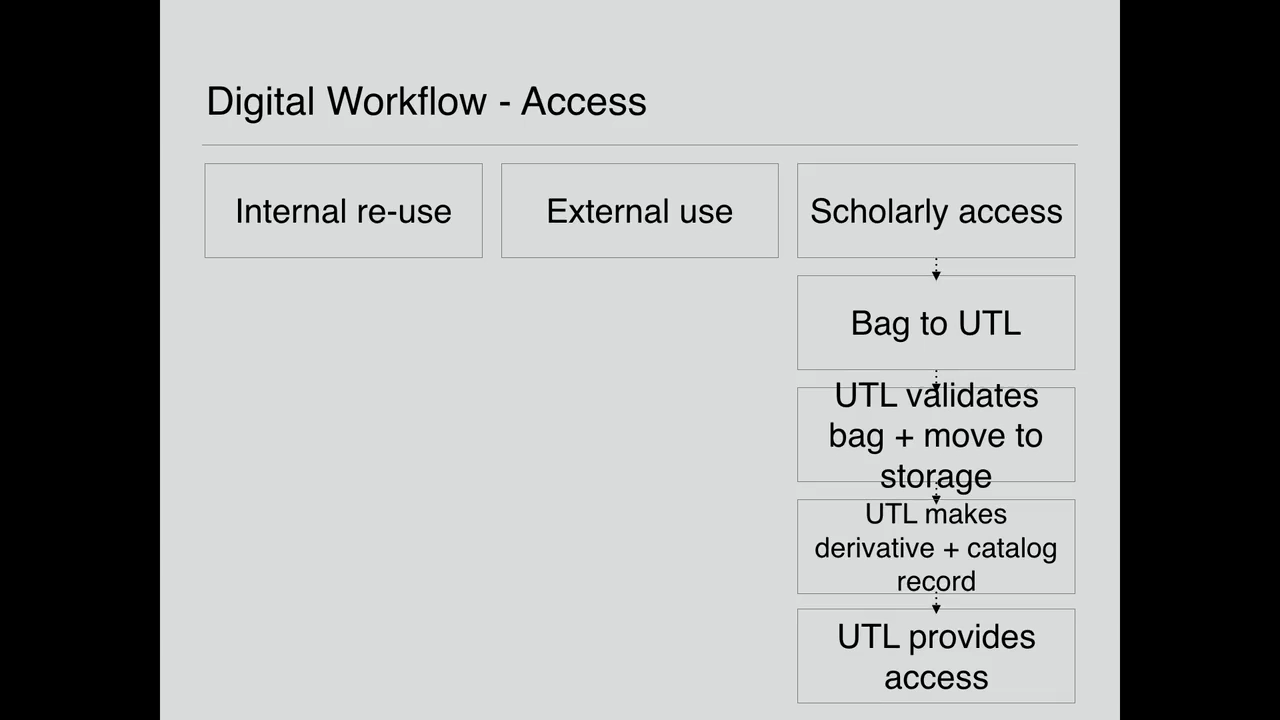 Digital Workflow - Access
Internal re-use
External use
Scholarly access
Bag to UTL
UTL validates
bag + move to
storage
UTL makes
derivative + catalog
record
UTL provides
access